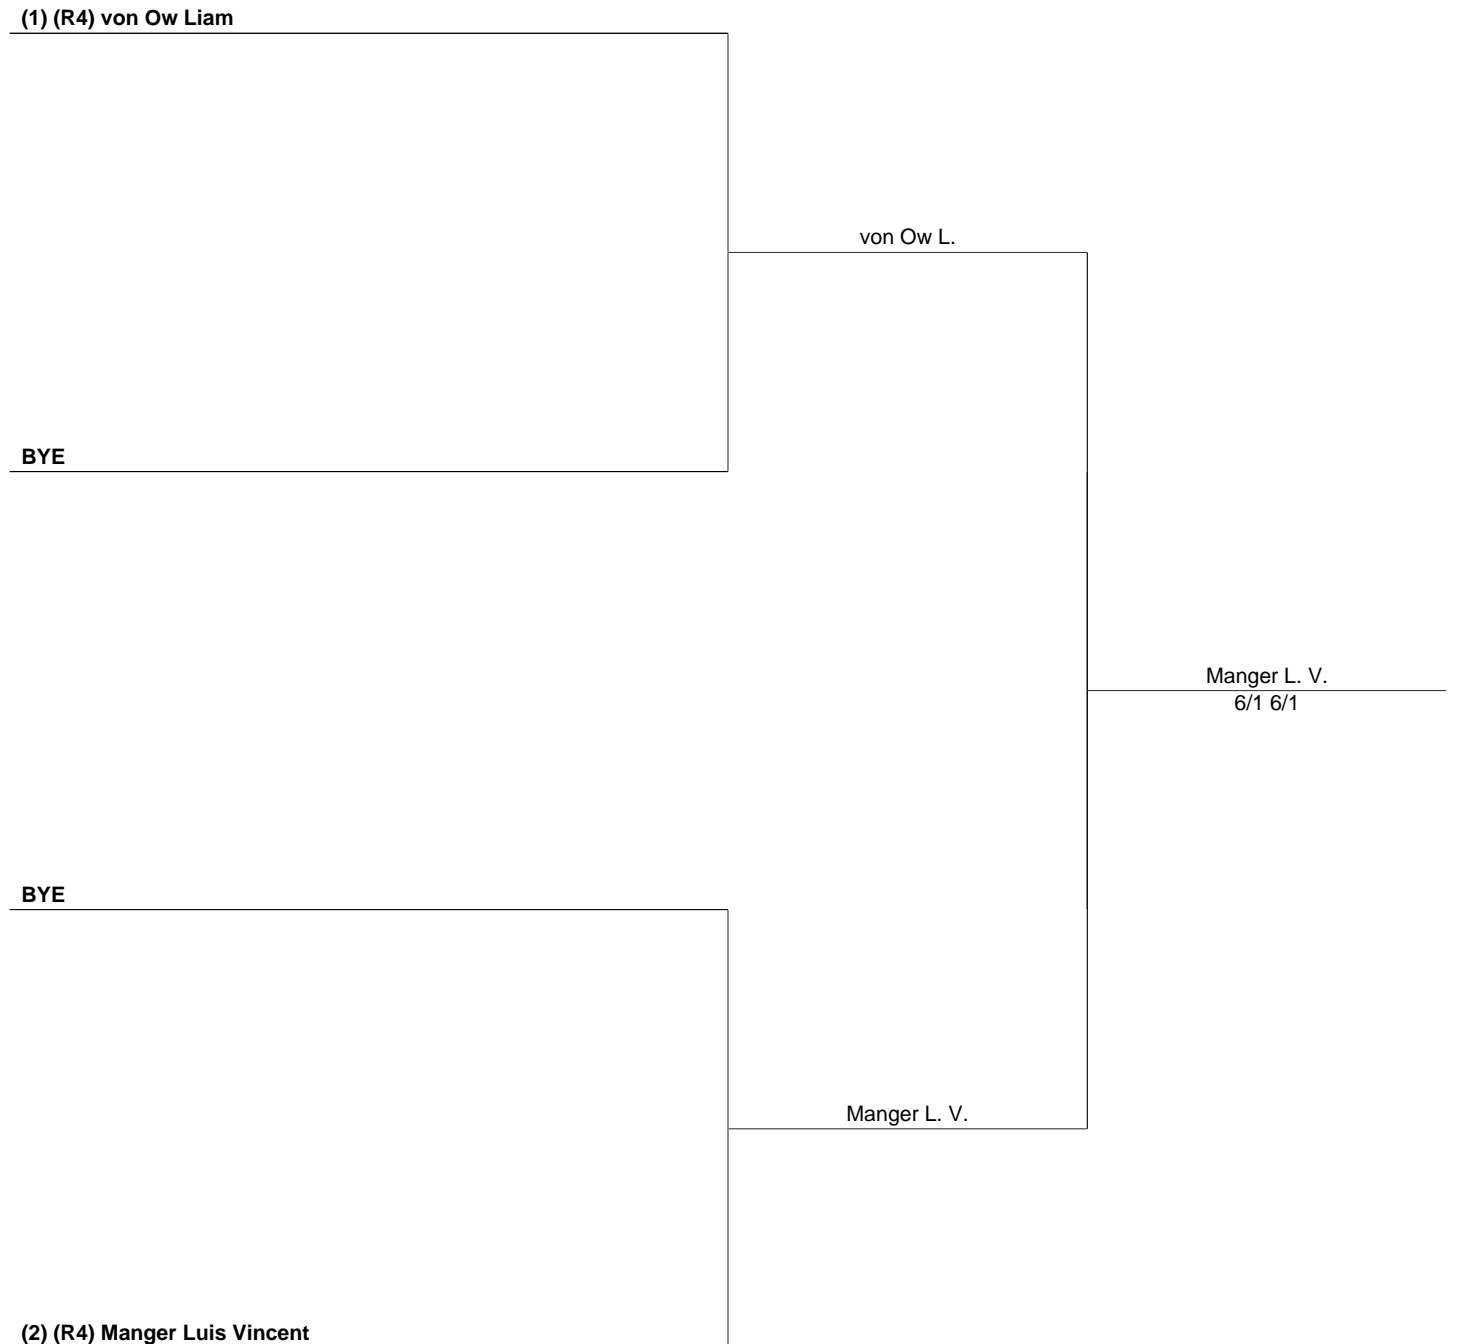 (1) (R4) von Ow Liam
von Ow L.
BYE
Manger L. V.
6/1 6/1
BYE
Manger L. V.
(2) (R4) Manger Luis Vincent